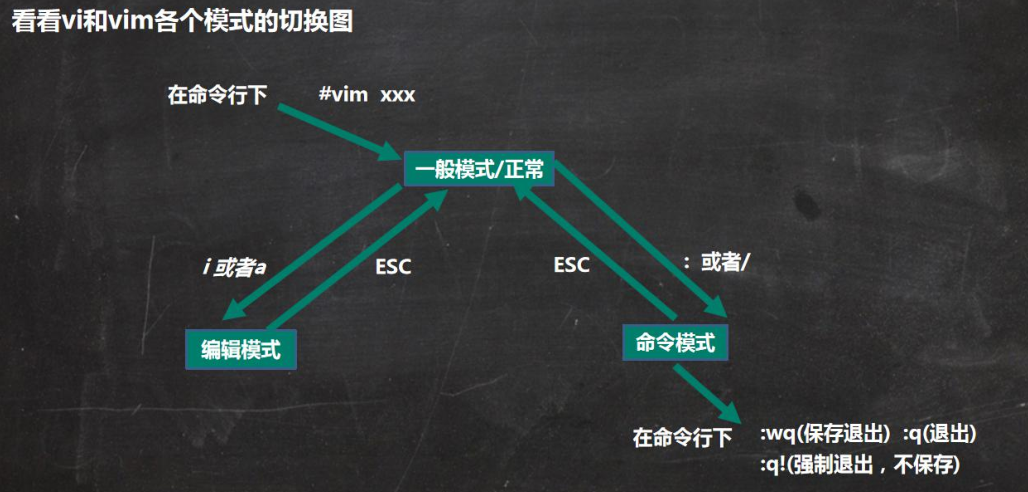 看看vi和vim各个模式的切换图
在命令行下 #vim xxx
一般模式/正常
i 或者a ESC ESC : 或者/
编辑模式 命令模式
在命令行下 :wq(保存退出) :q(退出)
:q!(强制退出，不保存)